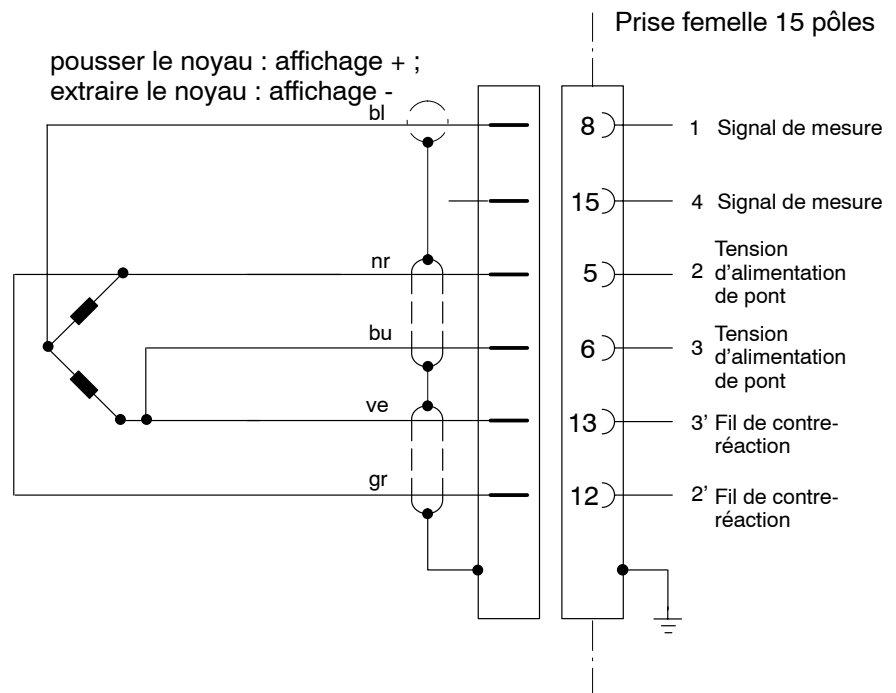 Prise femelle 15 pôles
pousser le noyau : affichage + ;
extraire le noyau : affichage -
bl
8
1 Signal de mesure
15
4 Signal de mesure
nr
5
2 Tension
d'alimentation
de pont
bu
6
3 Tension
d'alimentation
de pont
ve
13
3' Fil de contre-
réaction
gr
12
2' Fil de contre-
réaction